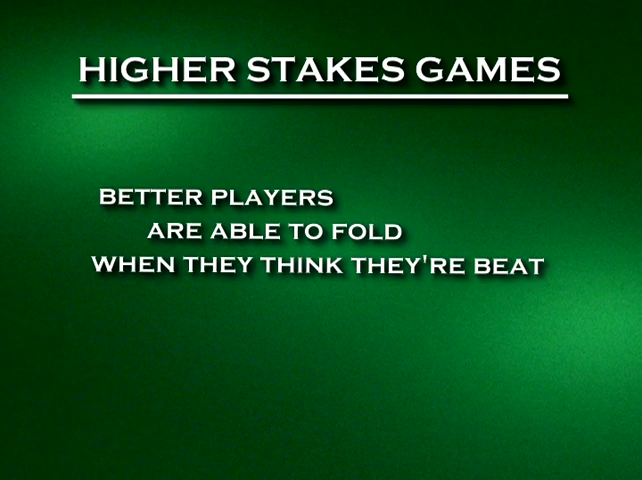 HIGHER STAKES GAMES
BETTER PLAYERS
ARE ABLE TO FOLD
WHEN THEY THINK THEY'RE BEAT